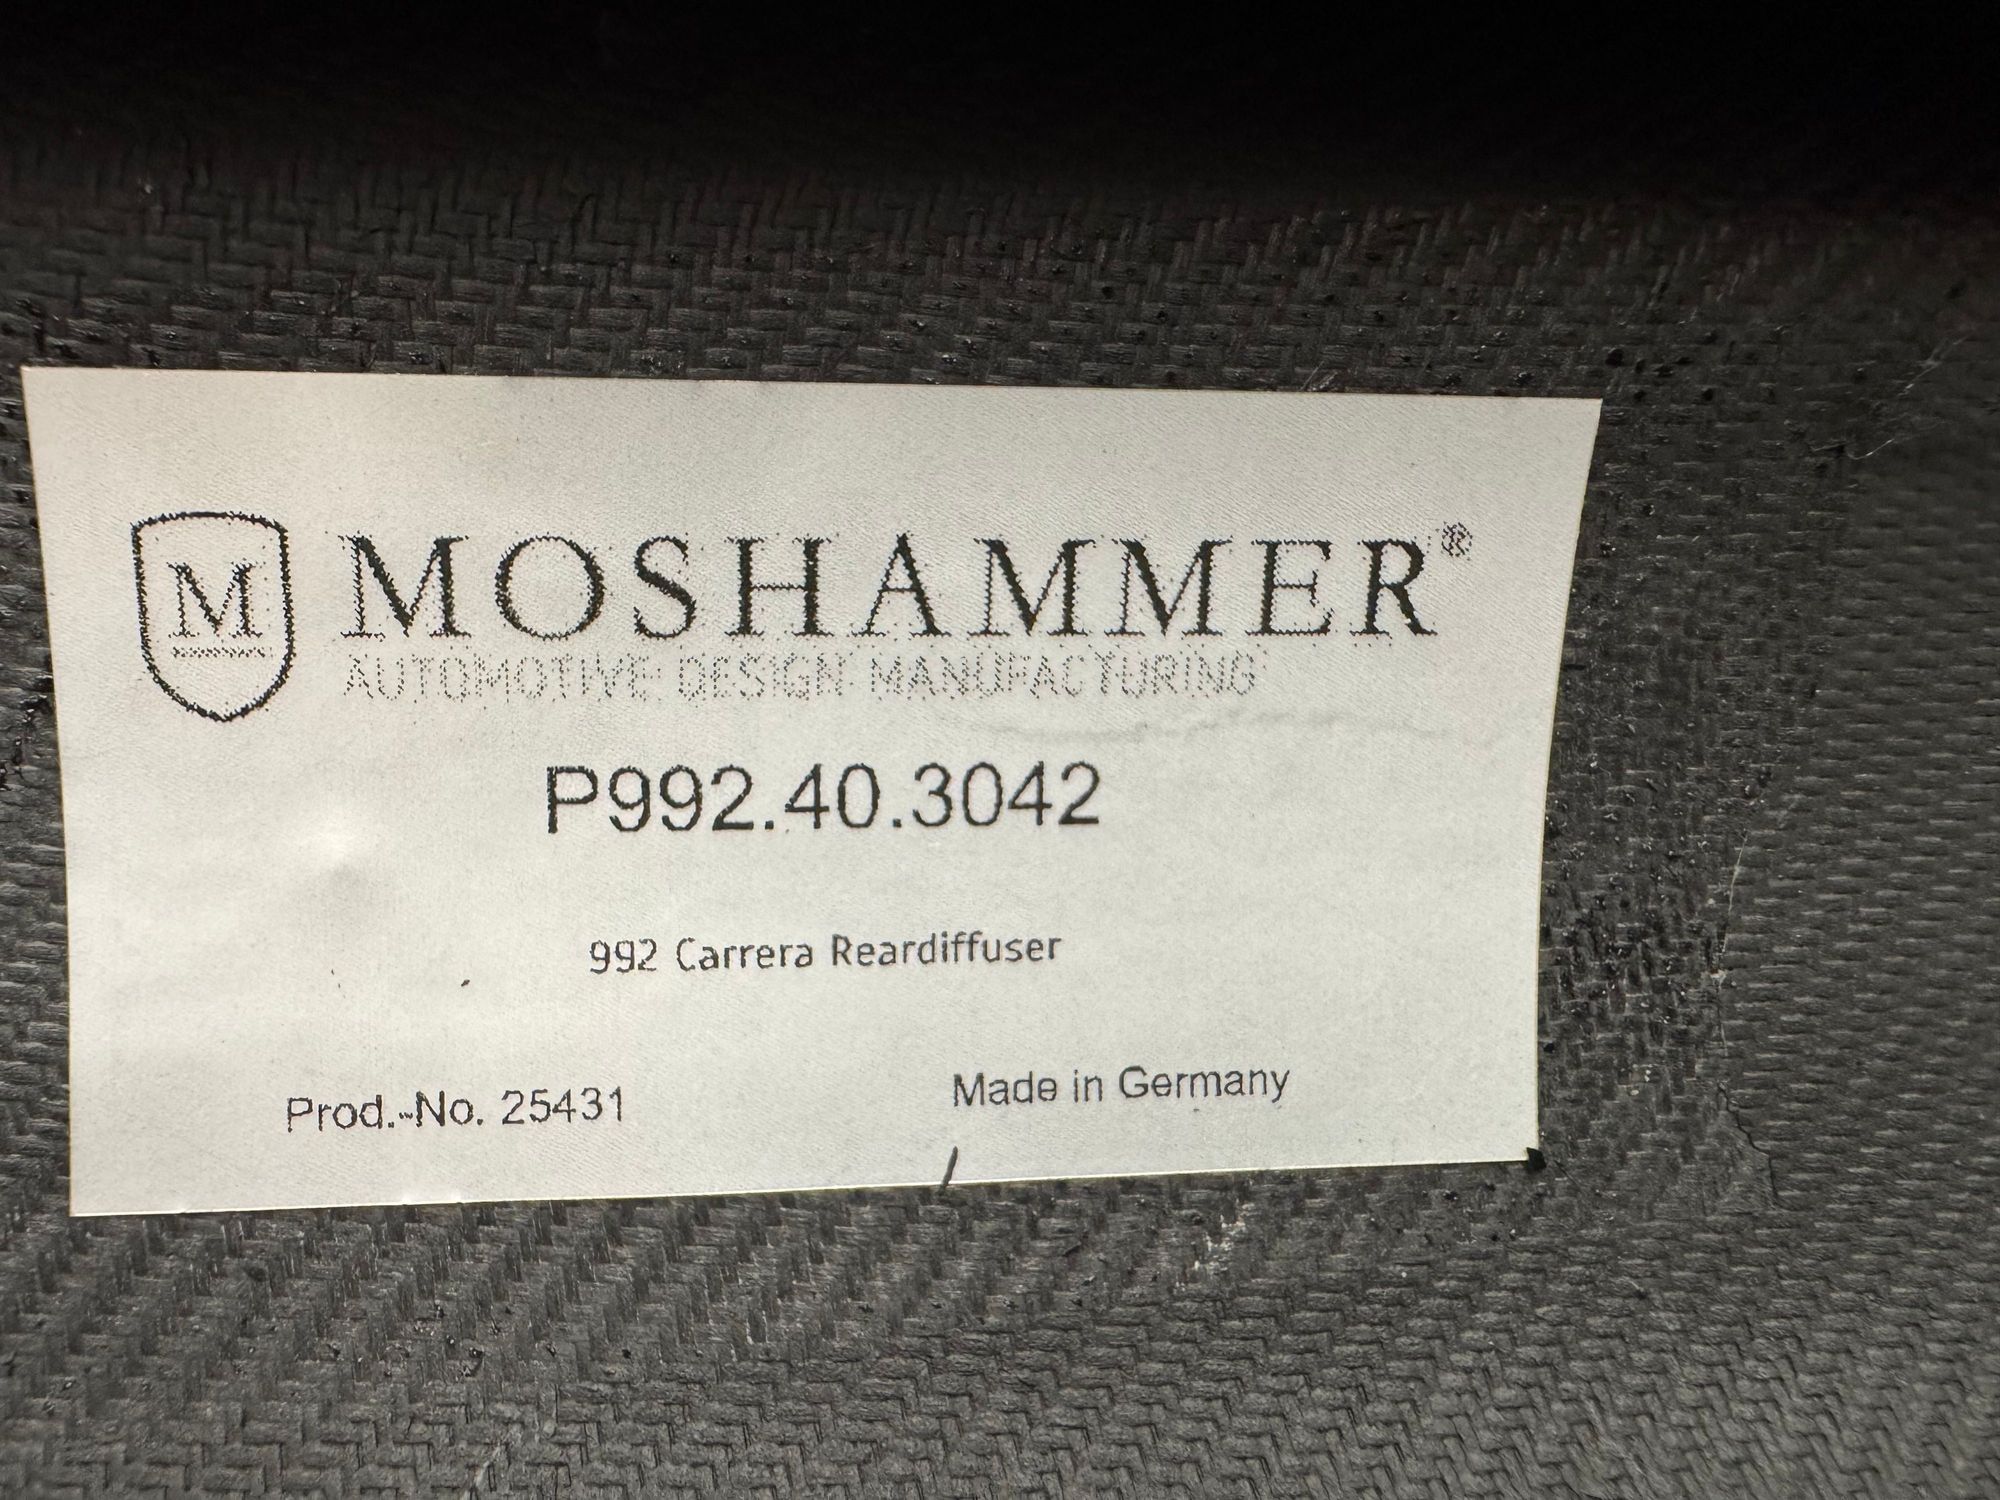 M MOSHAMMER®
AUTOMOTIVE DESIGN MANUFACTURING
P992.40.3042
992 Carrera Reardiffuser
Prod.-No. 25431 Made in Germany